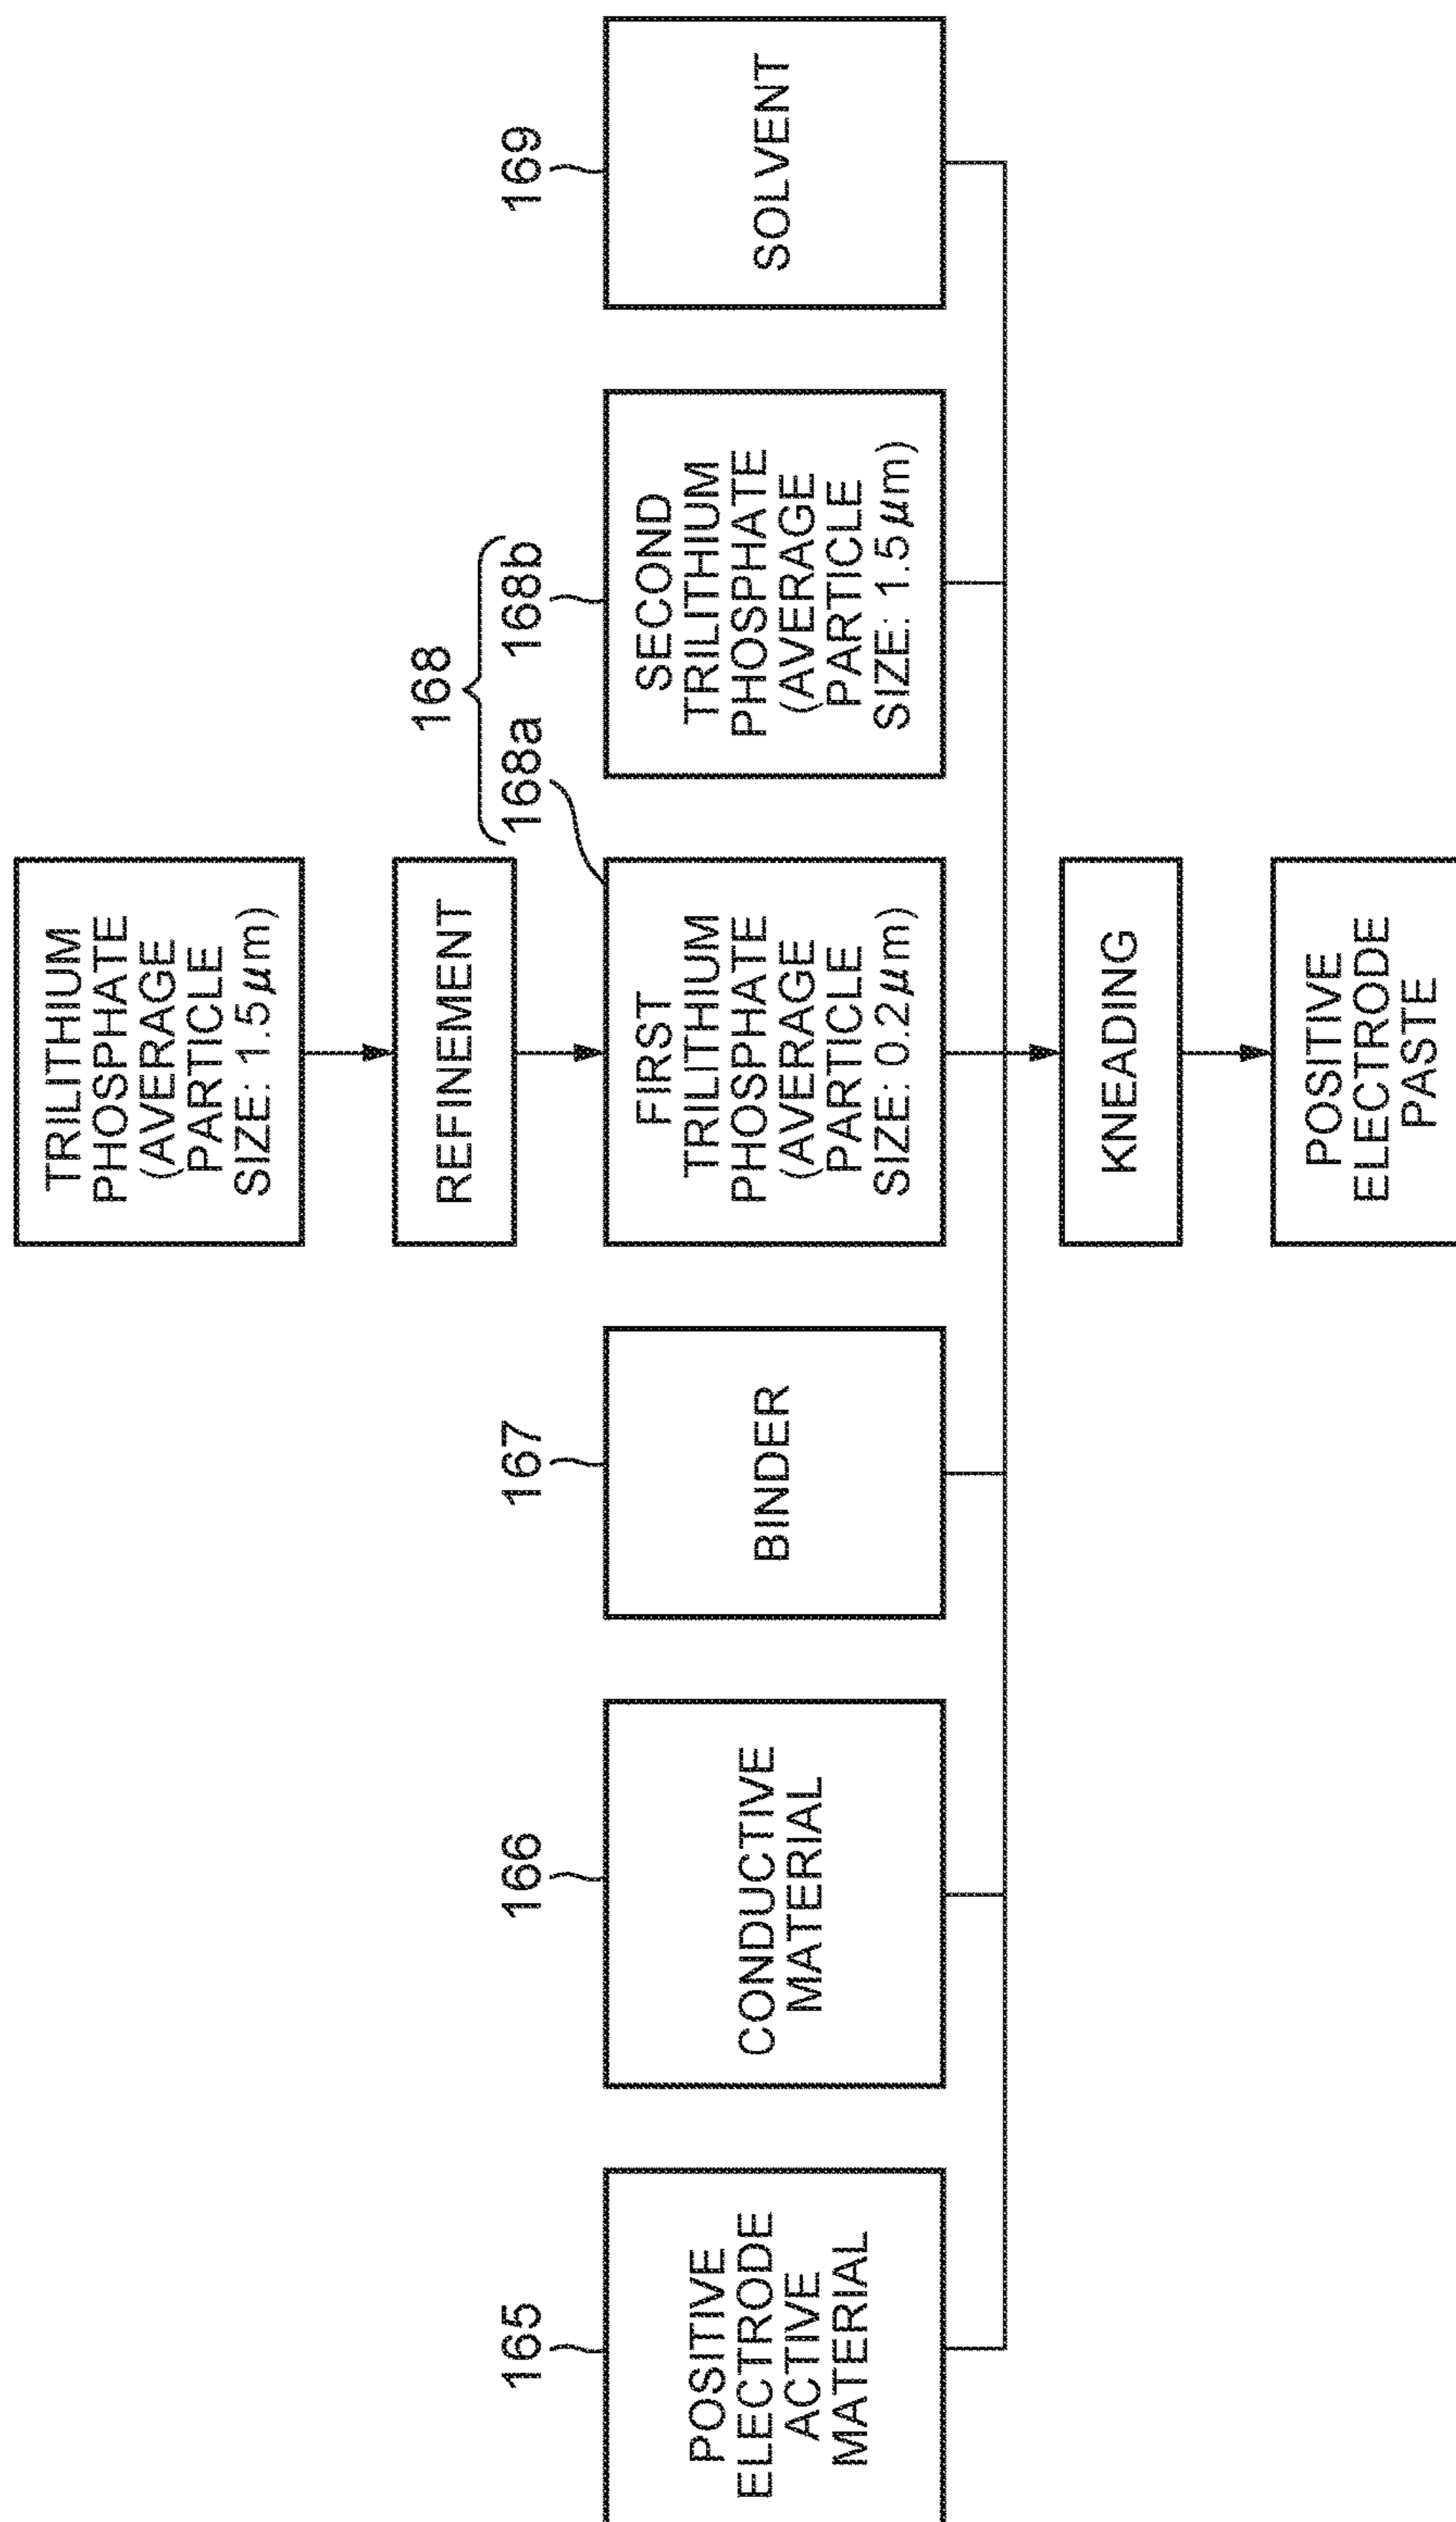 TRILITHIUM
PHOSPHATE
(AVERAGE
PARTICLE
SIZE: 1.5μm)
REFINEMENT
168
165
166
167
168a
168b
169
POSITIVE
ELECTRODE
ACTIVE
MATERIAL
CONDUCTIVE
MATERIAL
BINDER
FIRST
TRILITHIUM
PHOSPHATE
(AVERAGE
PARTICLE
SIZE: 0.2μm)
SECOND
TRILITHIUM
PHOSPHATE
(AVERAGE
PARTICLE
SIZE: 1.5μm)
SOLVENT
KNEADING
POSITIVE
ELECTRODE
PASTE